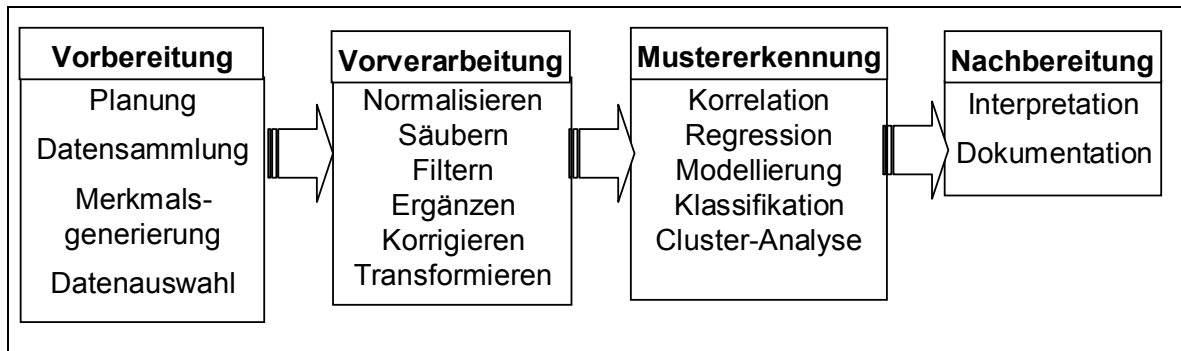 Vorbereitung
Planung
Datensammlung
Merkmals-
generierung
Datenauswahl
Vorverarbeitung
Normalisieren
Säubern
Filtern
Ergänzen
Korrigieren
Transformieren
Mustererkennung
Korrelation
Regression
Modellierung
Klassifikation
Cluster-Analyse
Nachbereitung
Interpretation
Dokumentation